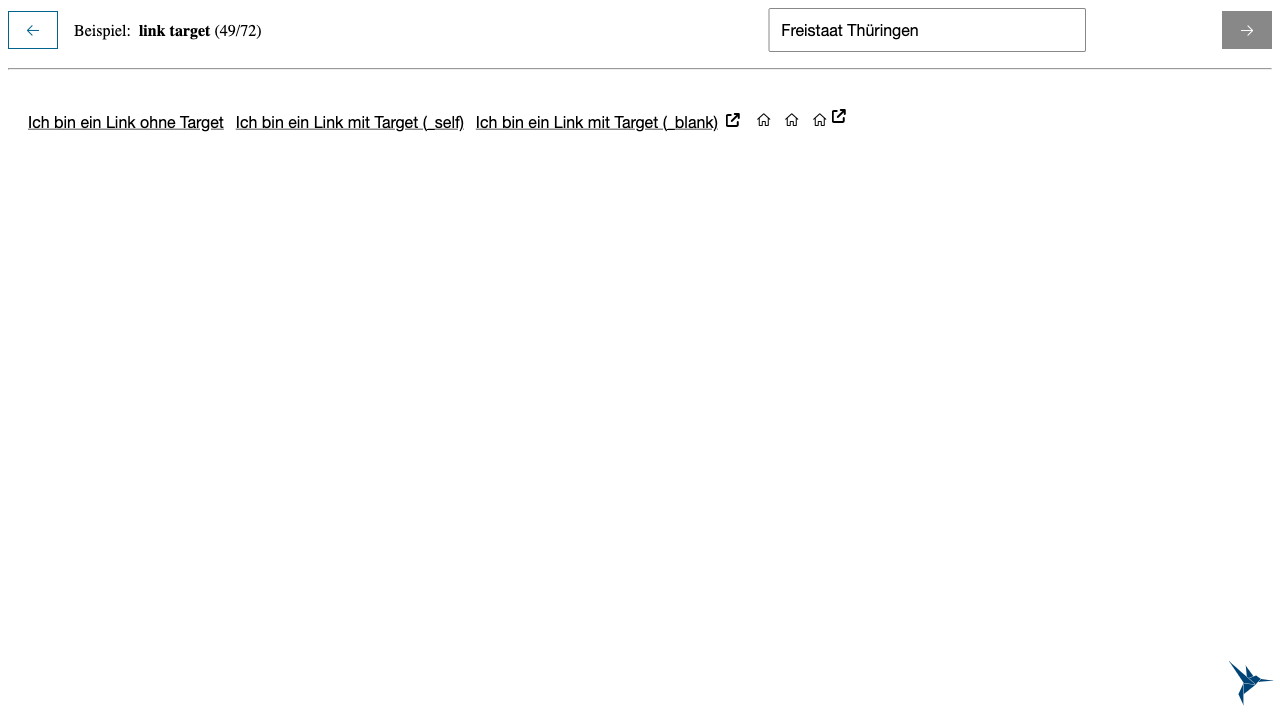 Beispiel: link target (49/72)
Freistaat Thüringen
Ich bin ein Link ohne Target Ich bin ein Link mit Target (_self) Ich bin ein Link mit Target (_blank)